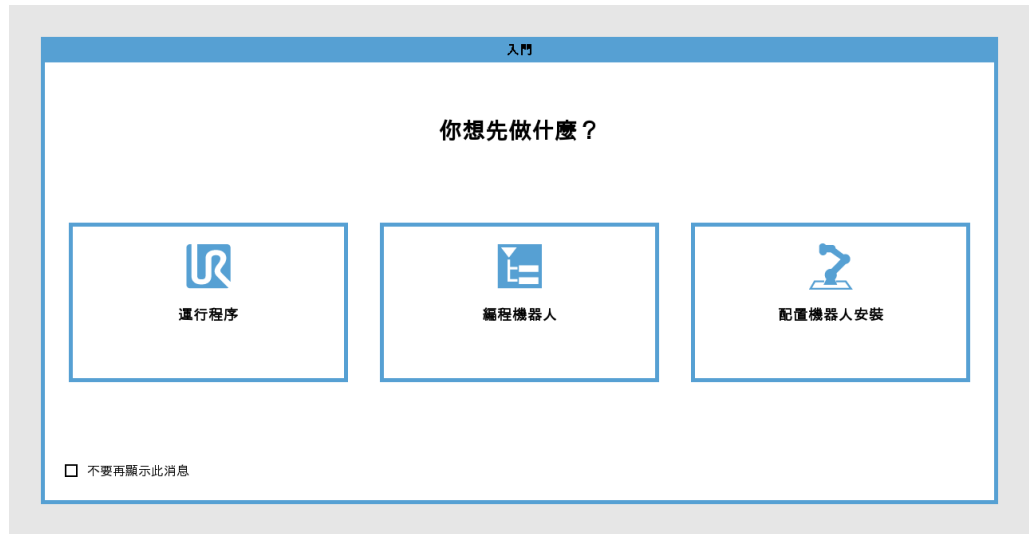 入門
你想先做什麼？
運行程序
編程機器人
配置機器人安裝
不要再顯示此消息